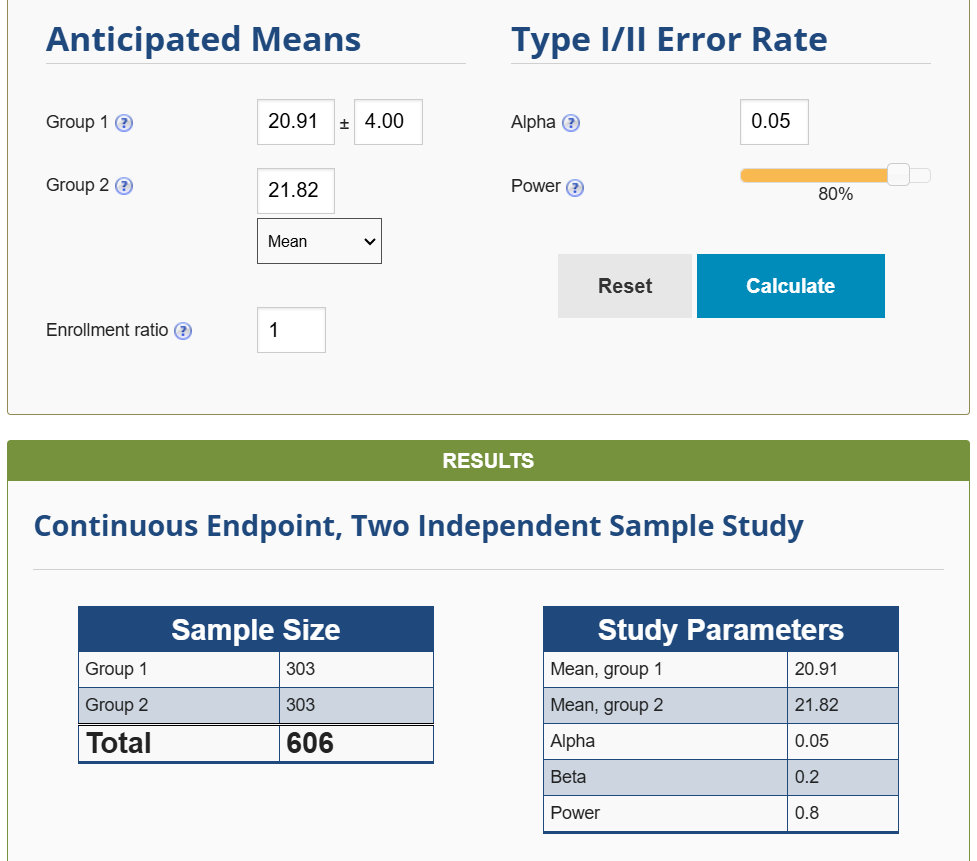 Anticipated Means
Group 1 ? 20.91 ± 4.00
Group 2 ? 21.82
Mean
Enrollment ratio ? 1
Type I/II Error Rate
Alpha ? 0.05
Power ? 80%
Reset Calculate
RESULTS
Continuous Endpoint, Two Independent Sample Study
Sample Size
Group 1 303
Group 2 303
Total 606
Study Parameters
Mean, group 1 20.91
Mean, group 2 21.82
Alpha 0.05
Beta 0.2
Power 0.8